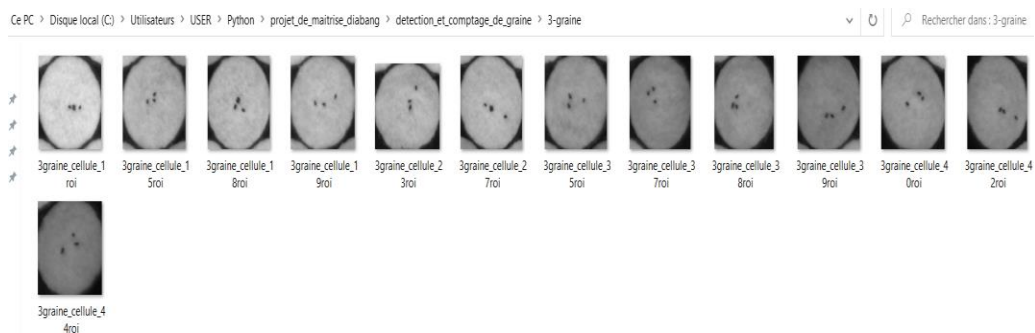 Ce PC > Disque local (C:) > Utilisateurs > USER > Python > projet_de_maitrise_diabang > detection_et_comptage_de_graine > 3-graine
Rechercher dans : 3-graine
3graine_cellule_1
roi
3graine_cellule_1
5roi
3graine_cellule_1
8roi
3graine_cellule_1
9roi
3graine_cellule_2
3roi
3graine_cellule_2
7roi
3graine_cellule_3
5roi
3graine_cellule_3
7roi
3graine_cellule_3
8roi
3graine_cellule_3
9roi
3graine_cellule_4
0roi
3graine_cellule_4
2roi
3graine_cellule_4
4roi